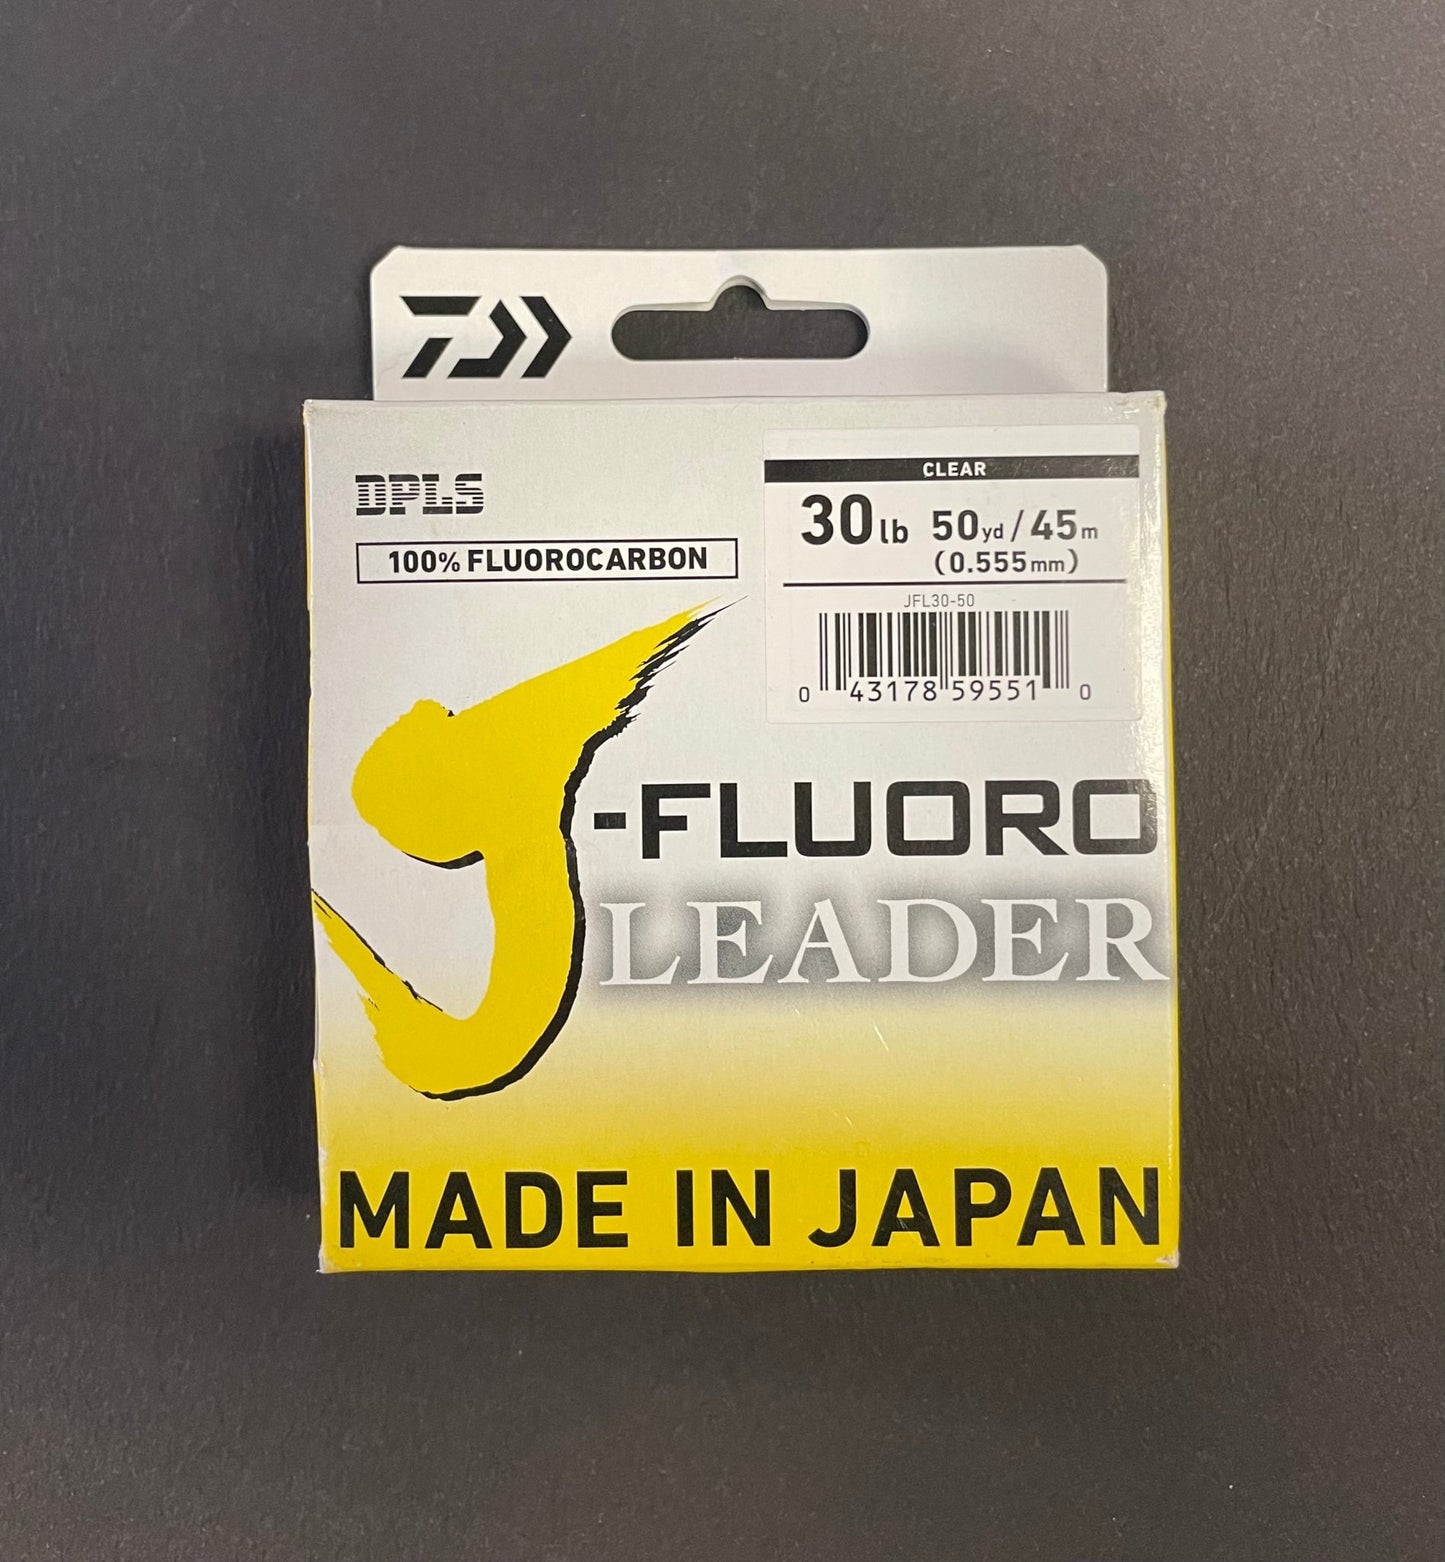 DPLS
100% FLUOROCARBON
CLEAR
30lb 50yd/45m
(0.555mm)
JFL30-50
0 43178 59551 0
J-FLUORO
LEADER
MADE IN JAPAN